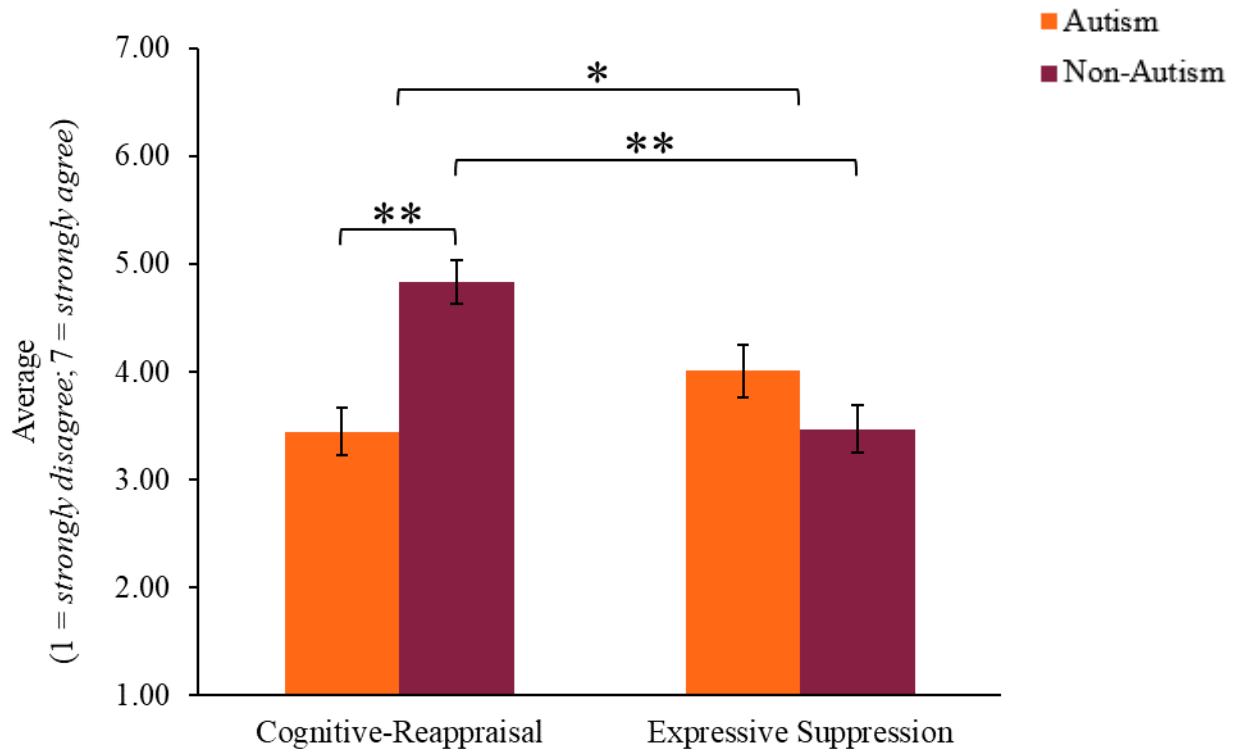 Autism
Non-Autism
7.00
6.00
5.00
4.00
3.00
2.00
1.00
Average
(1 = strongly disagree; 7 = strongly agree)
*
**
**
Cognitive-Reappraisal
Expressive Suppression